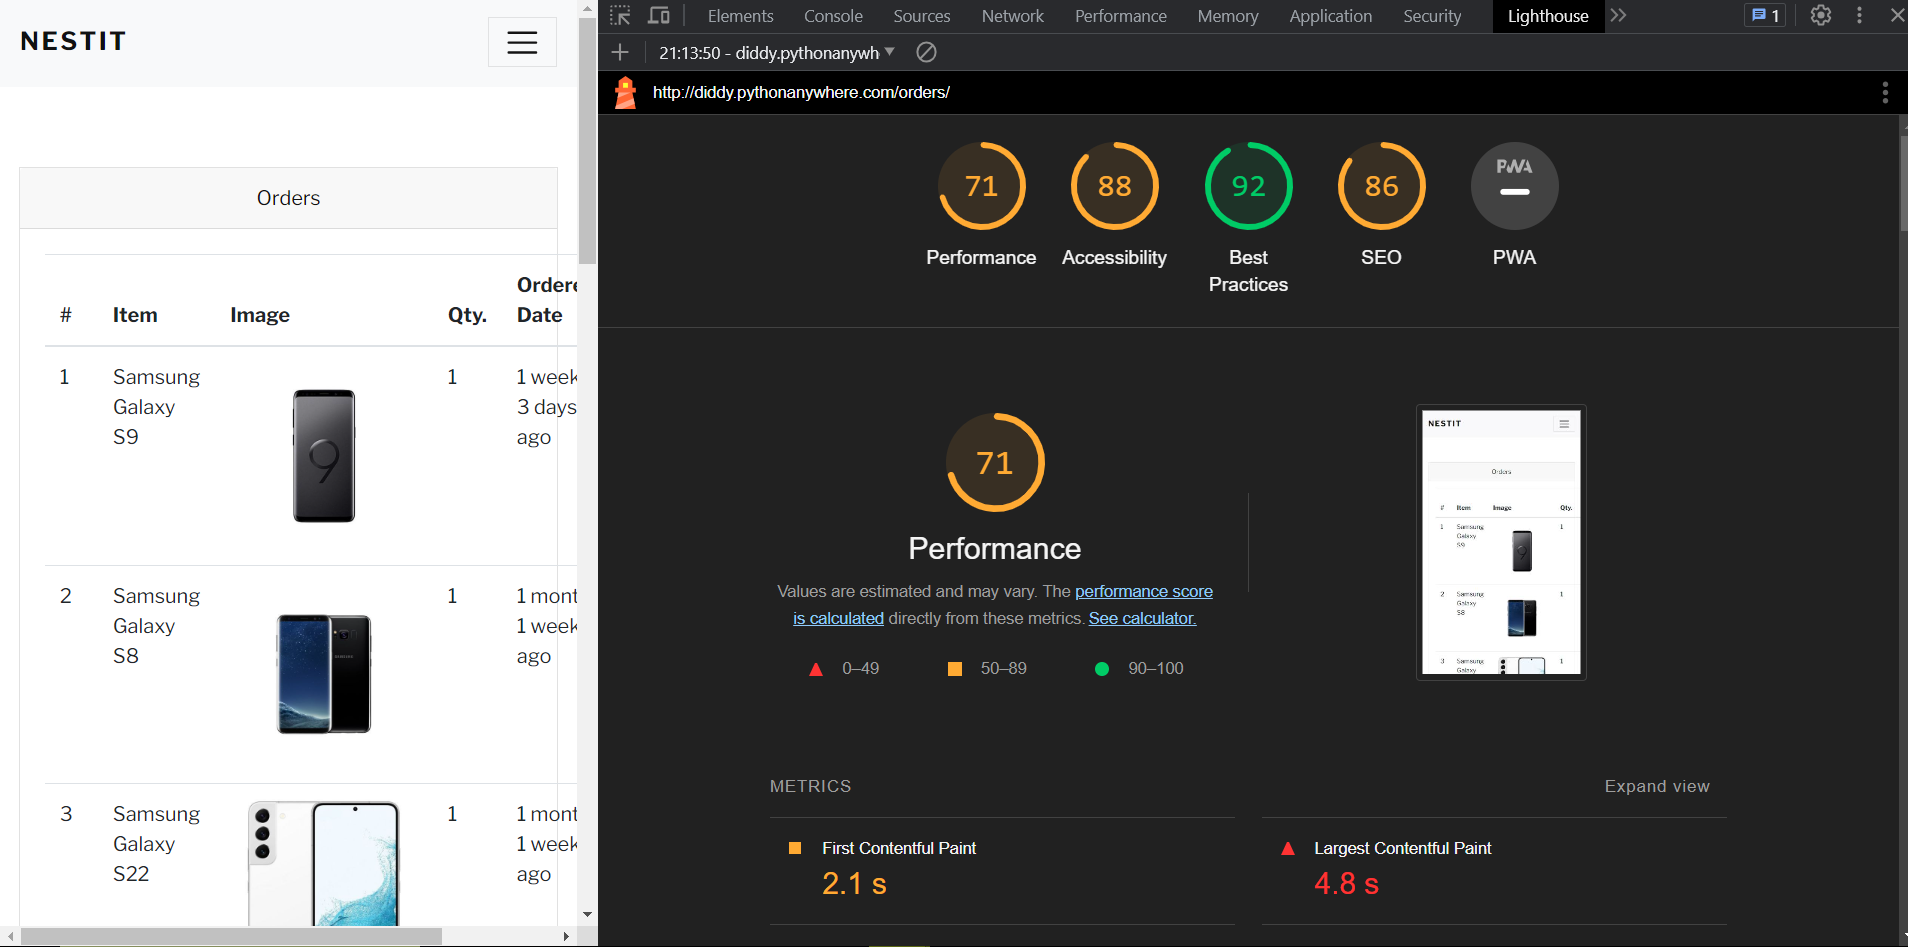 NESTIT
Orders
# Item Image Qty. Ordere Date
1 Samsung Galaxy S9 1 1 week 3 days ago
2 Samsung Galaxy S8 1 1 mont 1 week ago
SAMSUNG
3 Samsung Galaxy S22 1 1 mont 1 week ago
Elements Console Sources Network Performance Memory Application Security Lighthouse 1
21:13:50 - diddy.pythonanywh
http://diddy.pythonanywhere.com/orders/
71 88 92 86 PWA
Performance Accessibility Best Practices SEO PWA
71
Performance
Values are estimated and may vary. The performance score
is calculated directly from these metrics. See calculator.
0–49 50–89 90–100
NESTIT
Orders
# Item Image Qty.
1 Samsung Galaxy S9 1
2 Samsung Galaxy S8 1
3 Samsung Galaxy 1
METRICS Expand view
First Contentful Paint Largest Contentful Paint
2.1 s 4.8 s